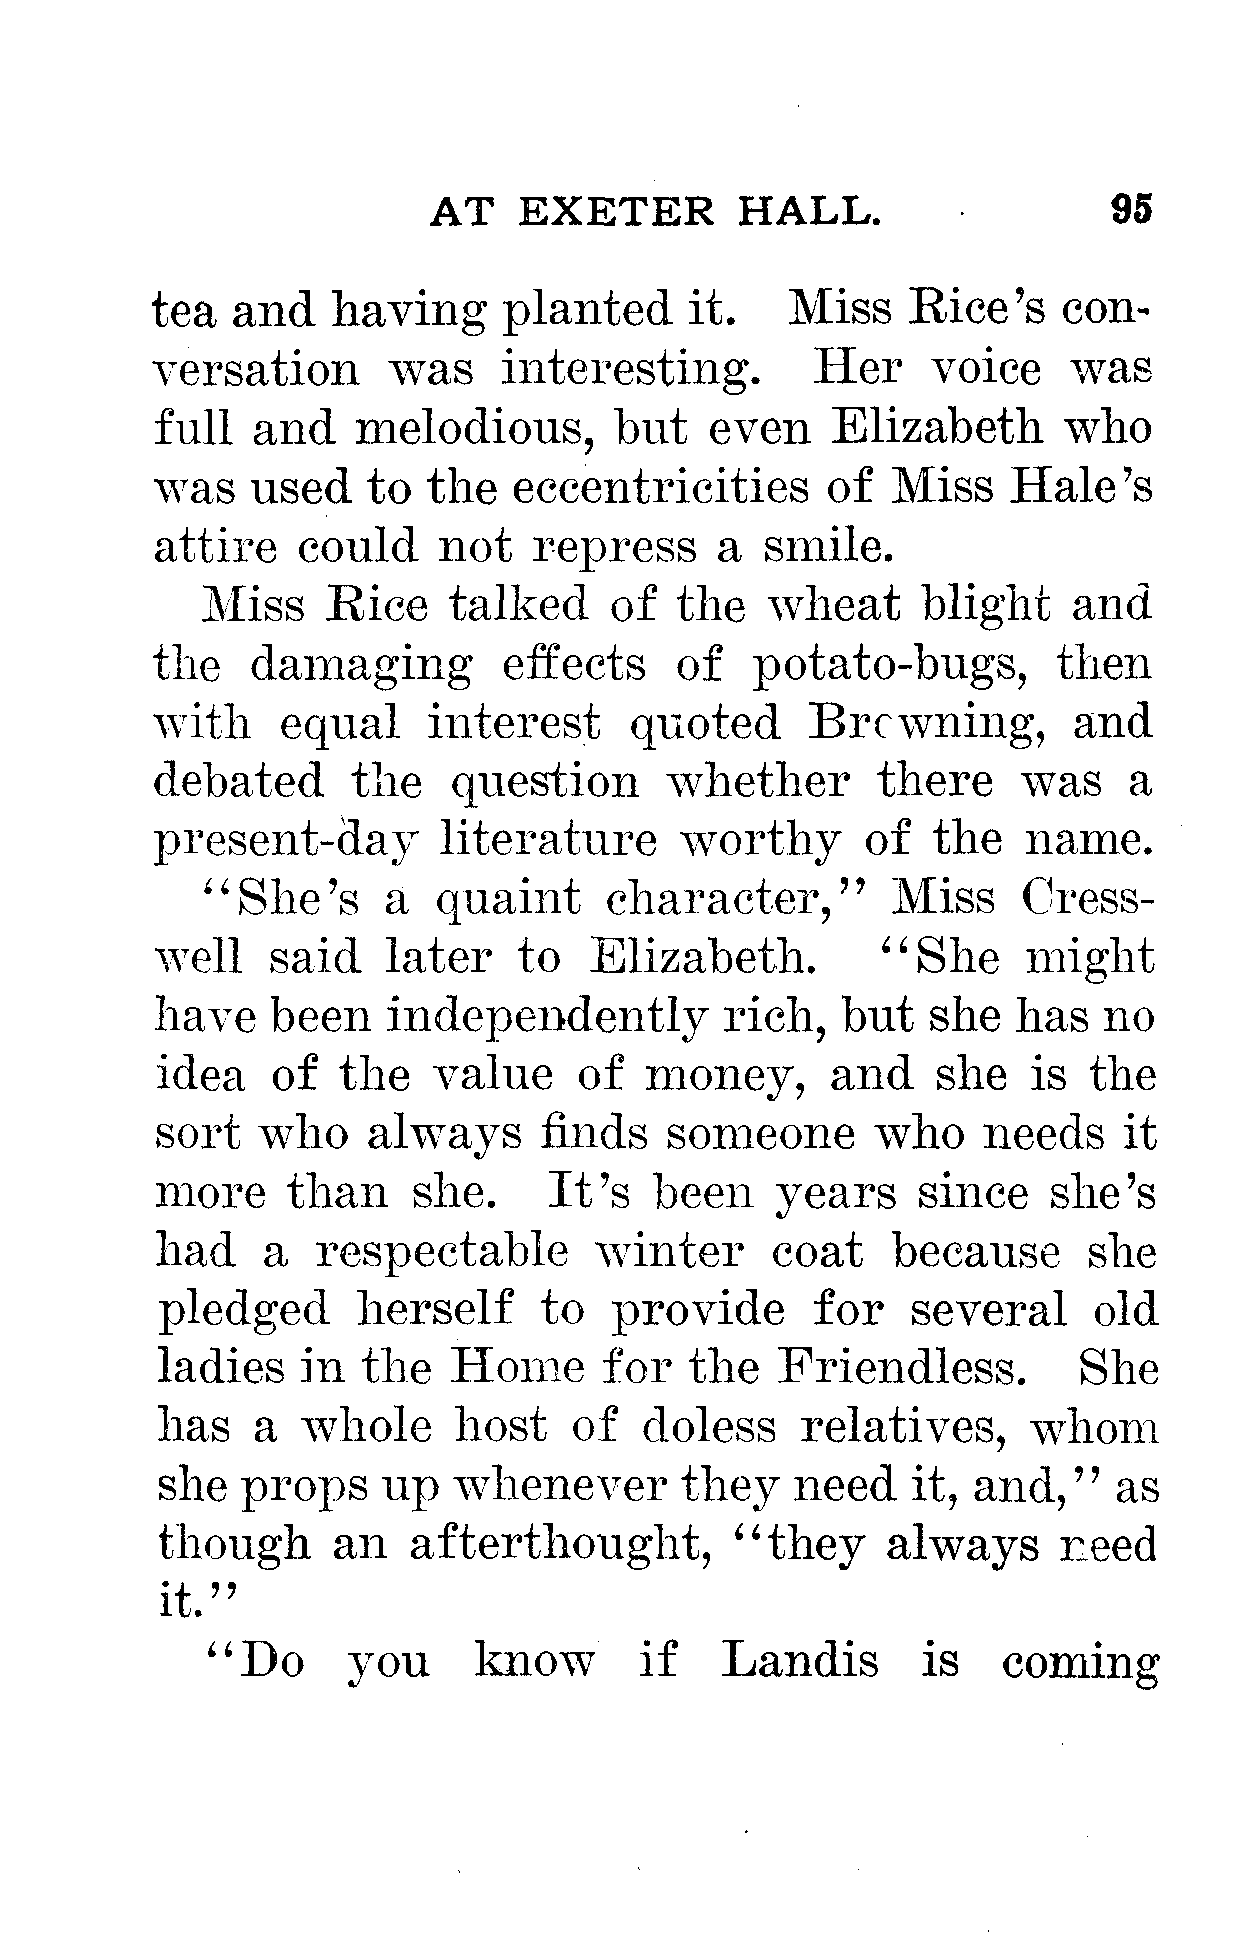 AT EXETER HALL. 95
tea and having planted it. Miss Rice's con-
versation was interesting. Her voice was
full and melodious, but even Elizabeth who
was used to the eccentricities of Miss Hale's
attire could not repress a smile.
Miss Rice talked of the wheat blight and
the damaging effects of potato-bugs, then
with equal interest quoted Browning, and
debated the question whether there was a
present-day literature worthy of the name.
"She's a quaint character," Miss Cress-
well said later to Elizabeth. "She might
have been independently rich, but she has no
idea of the value of money, and she is the
sort who always finds someone who needs it
more than she. It's been years since she's
had a respectable winter coat because she
pledged herself to provide for several old
ladies in the Home for the Friendless. She
has a whole host of doless relatives, whom
she props up whenever they need it, and," as
though an afterthought, "they always need
it."
"Do you know if Landis is coming